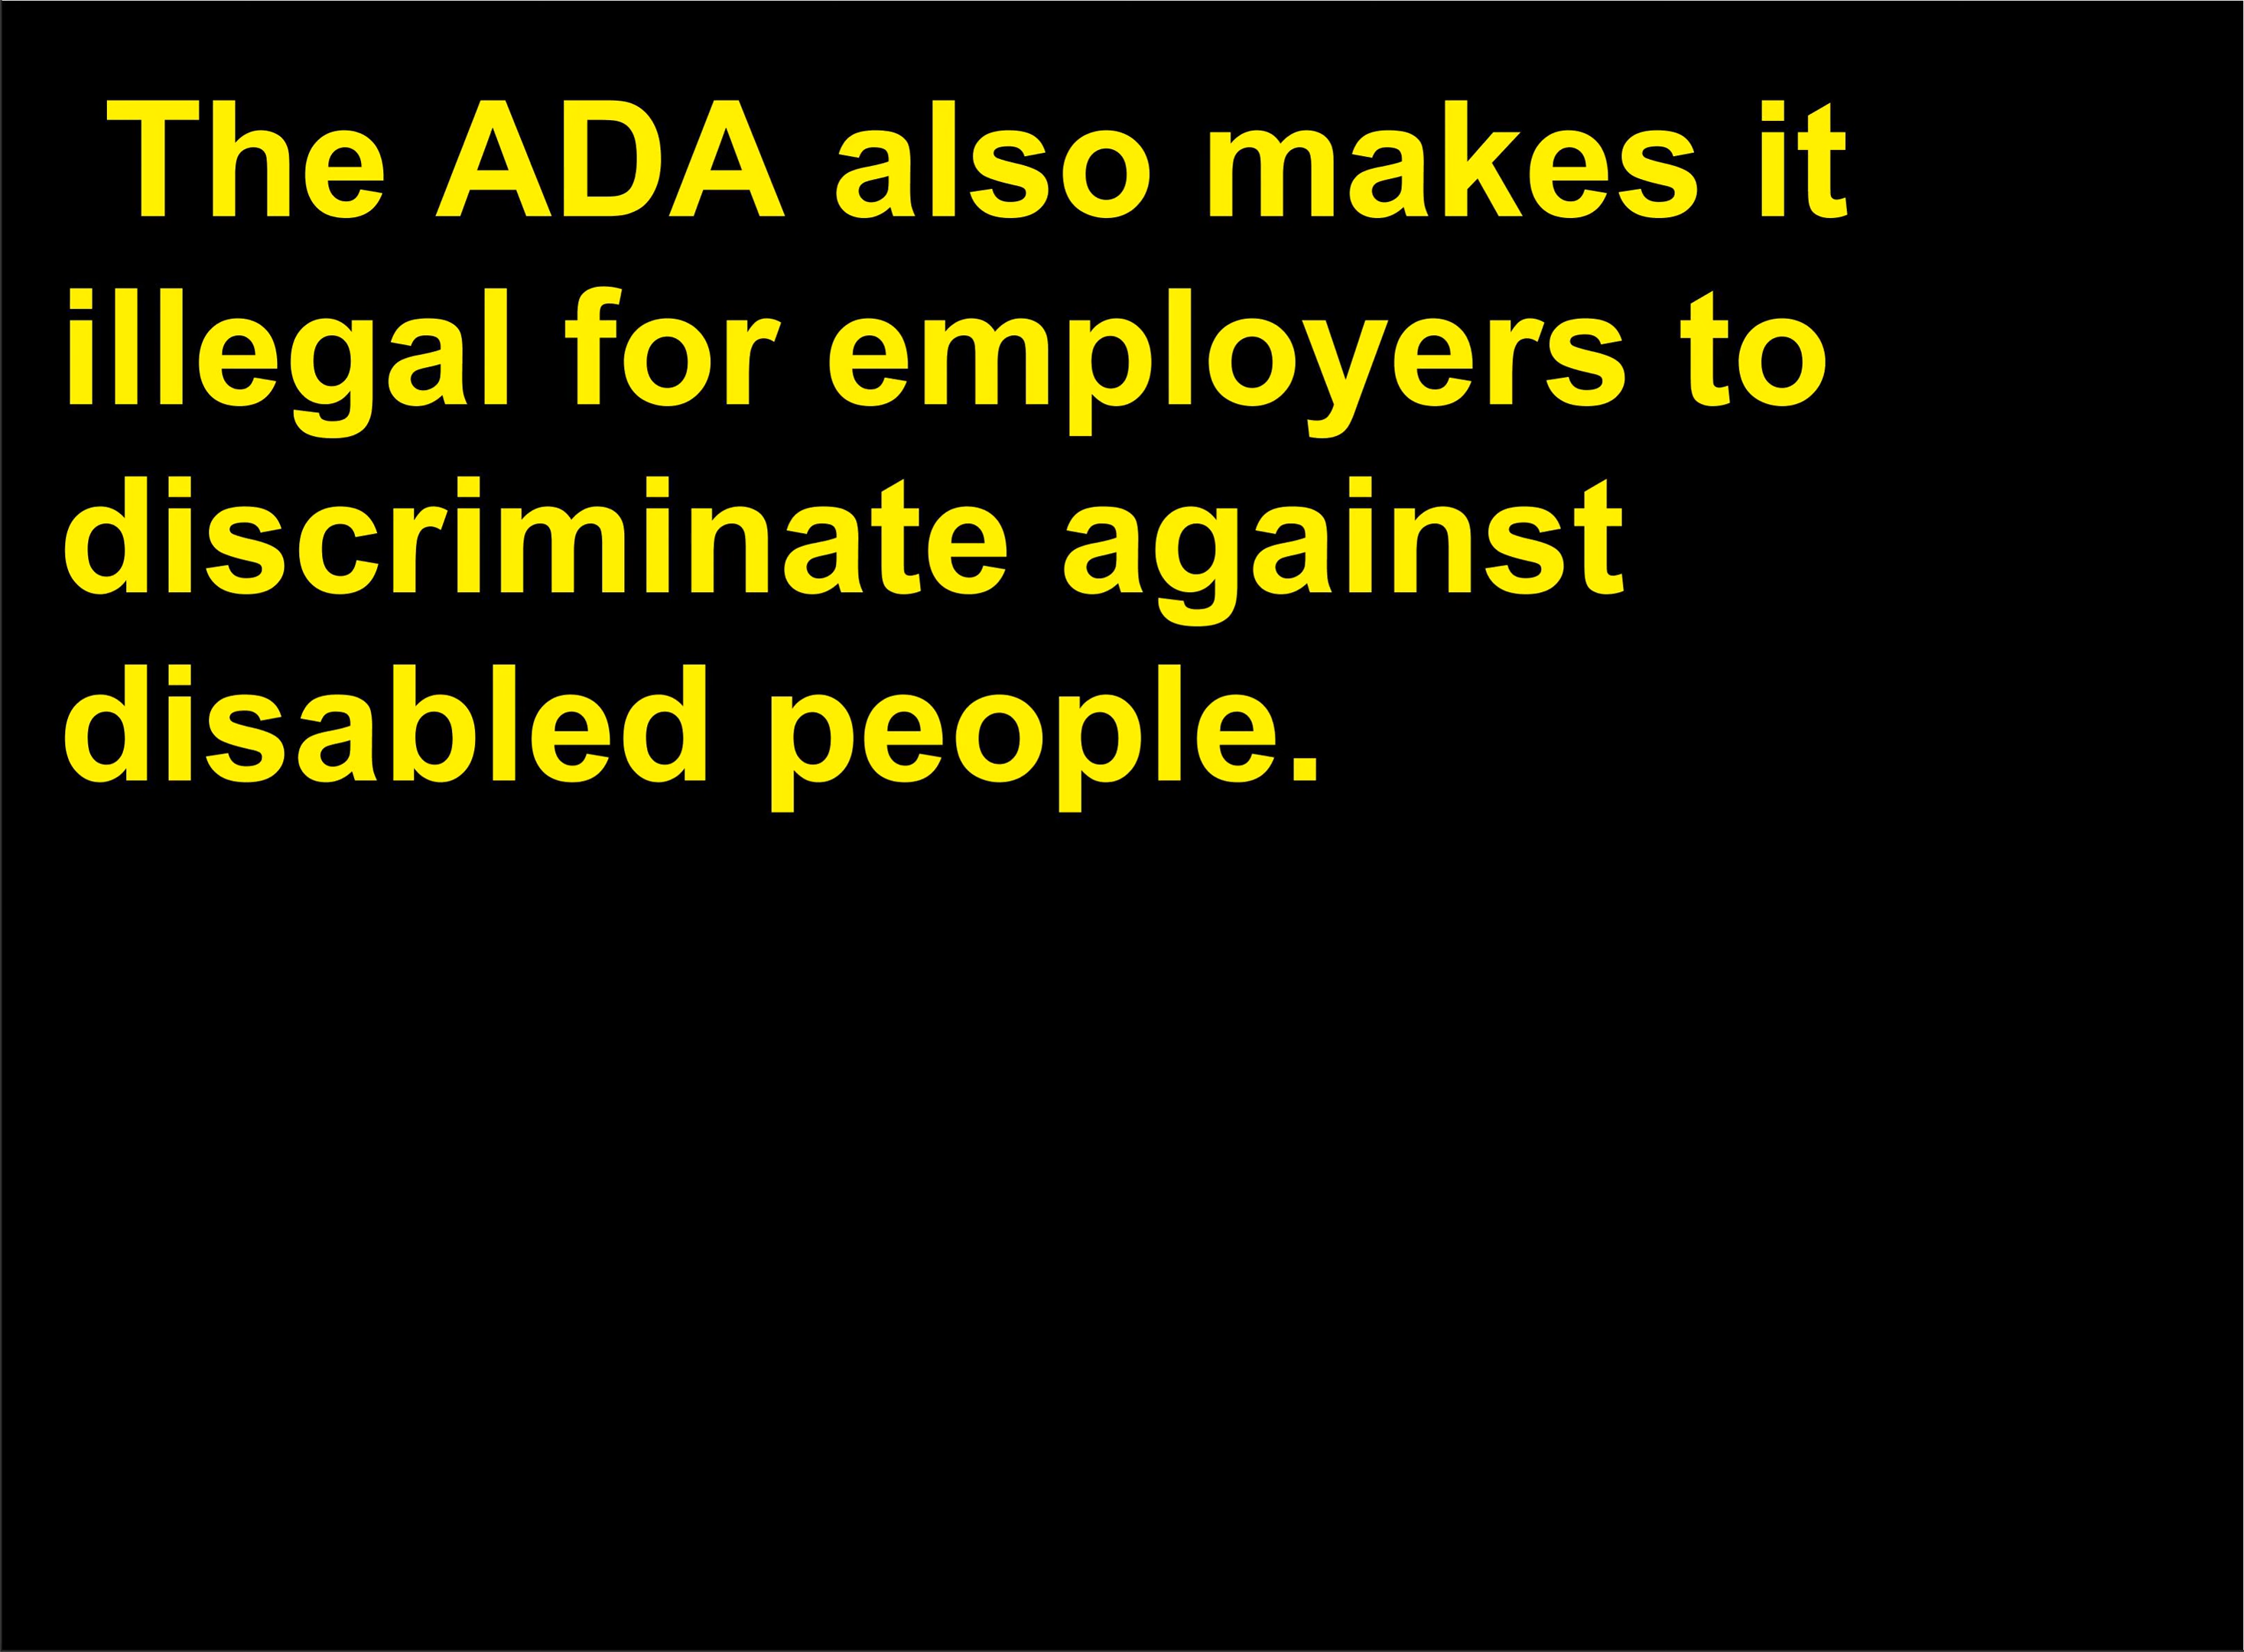 The ADA also makes it
illegal for employers to
discriminate against
disabled people.